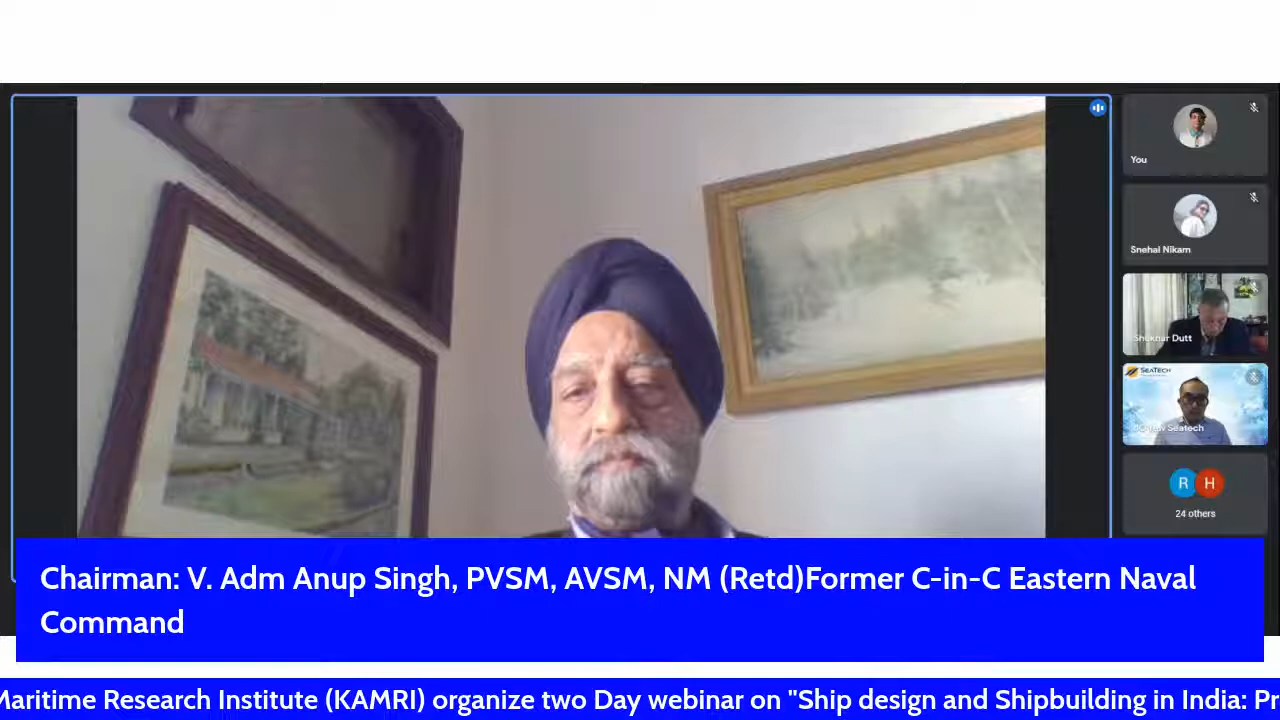 You
Snehal Nikam
Shekhar Dutt
SEATECH
Seatech
R H
24 others
Chairman: V. Adm Anup Singh, PVSM, AVSM, NM (Retd)Former C-in-C Eastern Naval
Command
Maritime Research Institute (KAMRI) organize two Day webinar on "Ship design and Shipbuilding in India: Pr